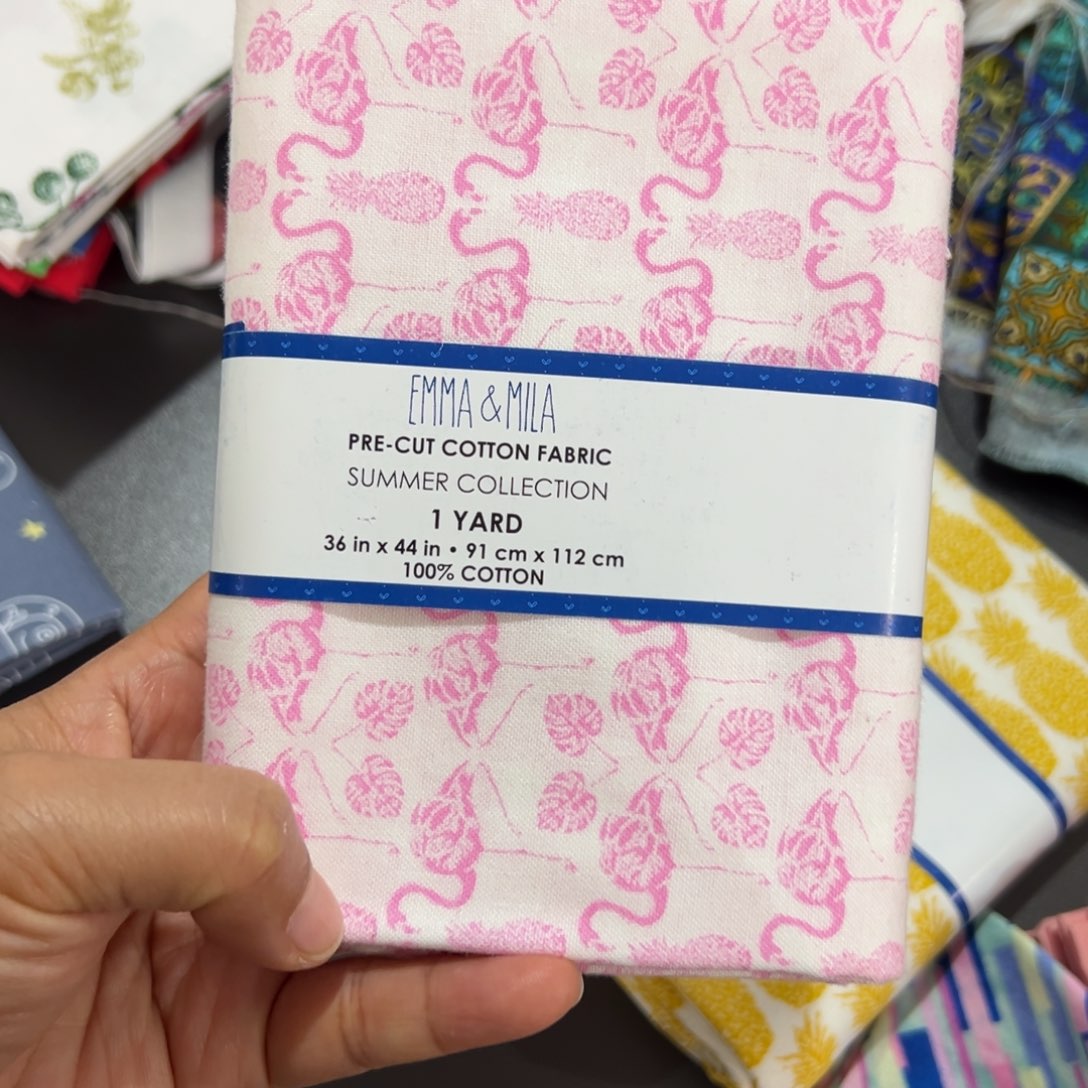 EMMA & MILA
PRE-CUT COTTON FABRIC
SUMMER COLLECTION
1 YARD
36 in x 44 in • 91 cm x 112 cm
100% COTTON